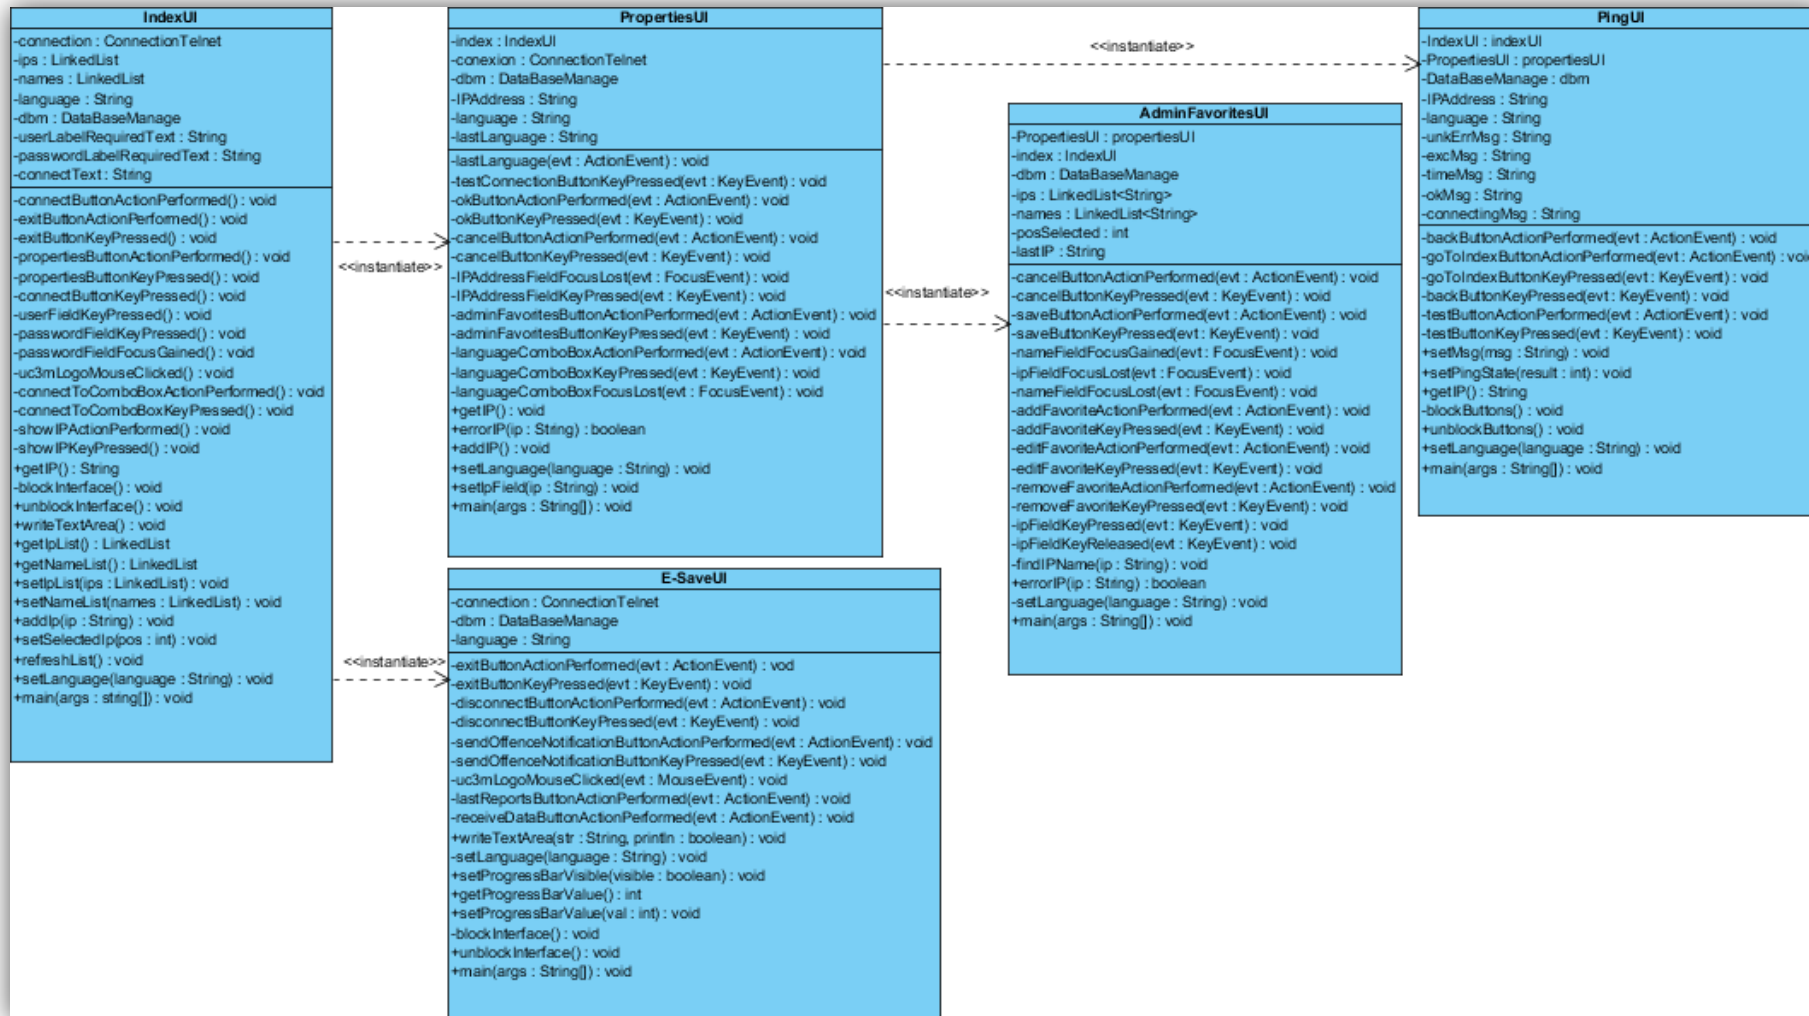 IndexUI
-connection : ConnectionTelnet
-ips : LinkedList
-names : LinkedList
-language : String
-dbm : DataBaseManage
-userLabelRequiredText : String
-passwordLabelRequiredText : String
-connectText : String
-connectButtonActionPerformed() : void
-exitButtonActionPerformed() : void
-exitButtonKeyPressed() : void
-propertiesButtonActionPerformed() : void
-propertiesButtonKeyPressed() : void
-connectButtonKeyPressed() : void
-userFieldKeyPressed() : void
-passwordFieldKeyPressed() : void
-passwordFieldFocusGained() : void
-uc3mLogoMouseClicked() : void
-connectToComboBoxActionPerformed() : void
-connectToComboBoxKeyPressed() : void
-showIPActionPerformed() : void
-showIPKeyPressed() : void
+getIP() : String
-blockInterface() : void
+unblockInterface() : void
+writeTextArea() : void
+getIpList() : LinkedList
+getNameList() : LinkedList
+setIpList(ips : LinkedList) : void
+setNameList(names : LinkedList) : void
+addIp(ip : String) : void
+setSelectedIp(pos : int) : void
+refreshList() : void
+setLanguage(language : String) : void
+main(args : string[]) : void
<<instantiate>>
<<instantiate>>
PropertiesUI
-index : IndexUI
-conexion : ConnectionTelnet
-dbm : DataBaseManage
-IPAddress : String
-language : String
-lastLanguage : String
-lastLanguage(evt : ActionEvent) : void
-testConnectionButtonKeyPressed(evt : KeyEvent) : void
-okButtonActionPerformed(evt : ActionEvent) : void
-okButtonKeyPressed(evt : KeyEvent) : void
-cancelButtonActionPerformed(evt : ActionEvent) : void
-cancelButtonKeyPressed(evt : KeyEvent) : void
-IPAddressFieldFocusLost(evt : FocusEvent) : void
-IPAddressFieldKeyPressed(evt : KeyEvent) : void
-adminFavoritesButtonActionPerformed(evt : ActionEvent) : void
-adminFavoritesButtonKeyPressed(evt : KeyEvent) : void
-languageComboBoxActionPerformed(evt : ActionEvent) : void
-languageComboBoxKeyPressed(evt : KeyEvent) : void
-languageComboBoxFocusLost(evt : FocusEvent) : void
+getIP() : void
+errorIP(ip : String) : boolean
+addIP() : void
+setLanguage(language : String) : void
+setIpField(ip : String) : void
+main(args : String[]) : void
E-SaveUI
-connection : ConnectionTelnet
-dbm : DataBaseManage
-language : String
-exitButtonActionPerformed(evt : ActionEvent) : vod
-exitButtonKeyPressed(evt : KeyEvent) : void
-disconnectButtonActionPerformed(evt : ActionEvent) : void
-disconnectButtonKeyPressed(evt : KeyEvent) : void
-sendOffenceNotificationButtonActionPerformed(evt : ActionEvent) : void
-sendOffenceNotificationButtonKeyPressed(evt : KeyEvent) : void
-uc3mLogoMouseClicked(evt : MouseEvent) : void
-lastReportsButtonActionPerformed(evt : ActionEvent) : void
-receiveDataButtonActionPerformed(evt : ActionEvent) : void
+writeTextArea(str : String, println : boolean) : void
-setLanguage(language : String) : void
+setProgressBarVisible(visible : boolean) : void
+getProgressBarValue() : int
+setProgressBarValue(val : int) : void
-blockInterface() : void
+unblockInterface() : void
+main(args : String[]) : void
<<instantiate>>
<<instantiate>>
AdminFavoritesUI
-PropertiesUI : propertiesUI
-index : IndexUI
-dbm : DataBaseManage
-ips : LinkedList<String>
-names : LinkedList<String>
-posSelected : int
-lastIP : String
-cancelButtonActionPerformed(evt : ActionEvent) : void
-cancelButtonKeyPressed(evt : KeyEvent) : void
-saveButtonActionPerformed(evt : ActionEvent) : void
-saveButtonKeyPressed(evt : KeyEvent) : void
-nameFieldFocusGained(evt : FocusEvent) : void
-ipFieldFocusLost(evt : FocusEvent) : void
-nameFieldFocusLost(evt : FocusEvent) : void
-addFavoriteActionPerformed(evt : ActionEvent) : void
-addFavoriteKeyPressed(evt : KeyEvent) : void
-editFavoriteActionPerformed(evt : ActionEvent) : void
-editFavoriteKeyPressed(evt : KeyEvent) : void
-removeFavoriteActionPerformed(evt : ActionEvent) : void
-removeFavoriteKeyPressed(evt : KeyEvent) : void
-ipFieldKeyPressed(evt : KeyEvent) : void
-ipFieldKeyReleased(evt : KeyEvent) : void
-findIPName(ip : String) : void
+errorIP(ip : String) : boolean
-setLanguage(language : String) : void
+main(args : String[]) : void
PingUI
-IndexUI : indexUI
-PropertiesUI : propertiesUI
-DataBaseManage : dbm
-IPAddress : String
-language : String
-unkErrMsg : String
-excMsg : String
-timeMsg : String
-okMsg : String
-connectingMsg : String
-backButtonActionPerformed(evt : ActionEvent) : void
-goToIndexButtonActionPerformed(evt : ActionEvent) : void
-goToIndexButtonKeyPressed(evt : KeyEvent) : void
-backButtonKeyPressed(evt : KeyEvent) : void
-testButtonActionPerformed(evt : ActionEvent) : void
-testButtonKeyPressed(evt : KeyEvent) : void
+setMsg(msg : String) : void
+setPingState(result : int) : void
+getIP() : String
-blockButtons() : void
+unblockButtons() : void
+setLanguage(language : String) : void
+main(args : String[]) : void